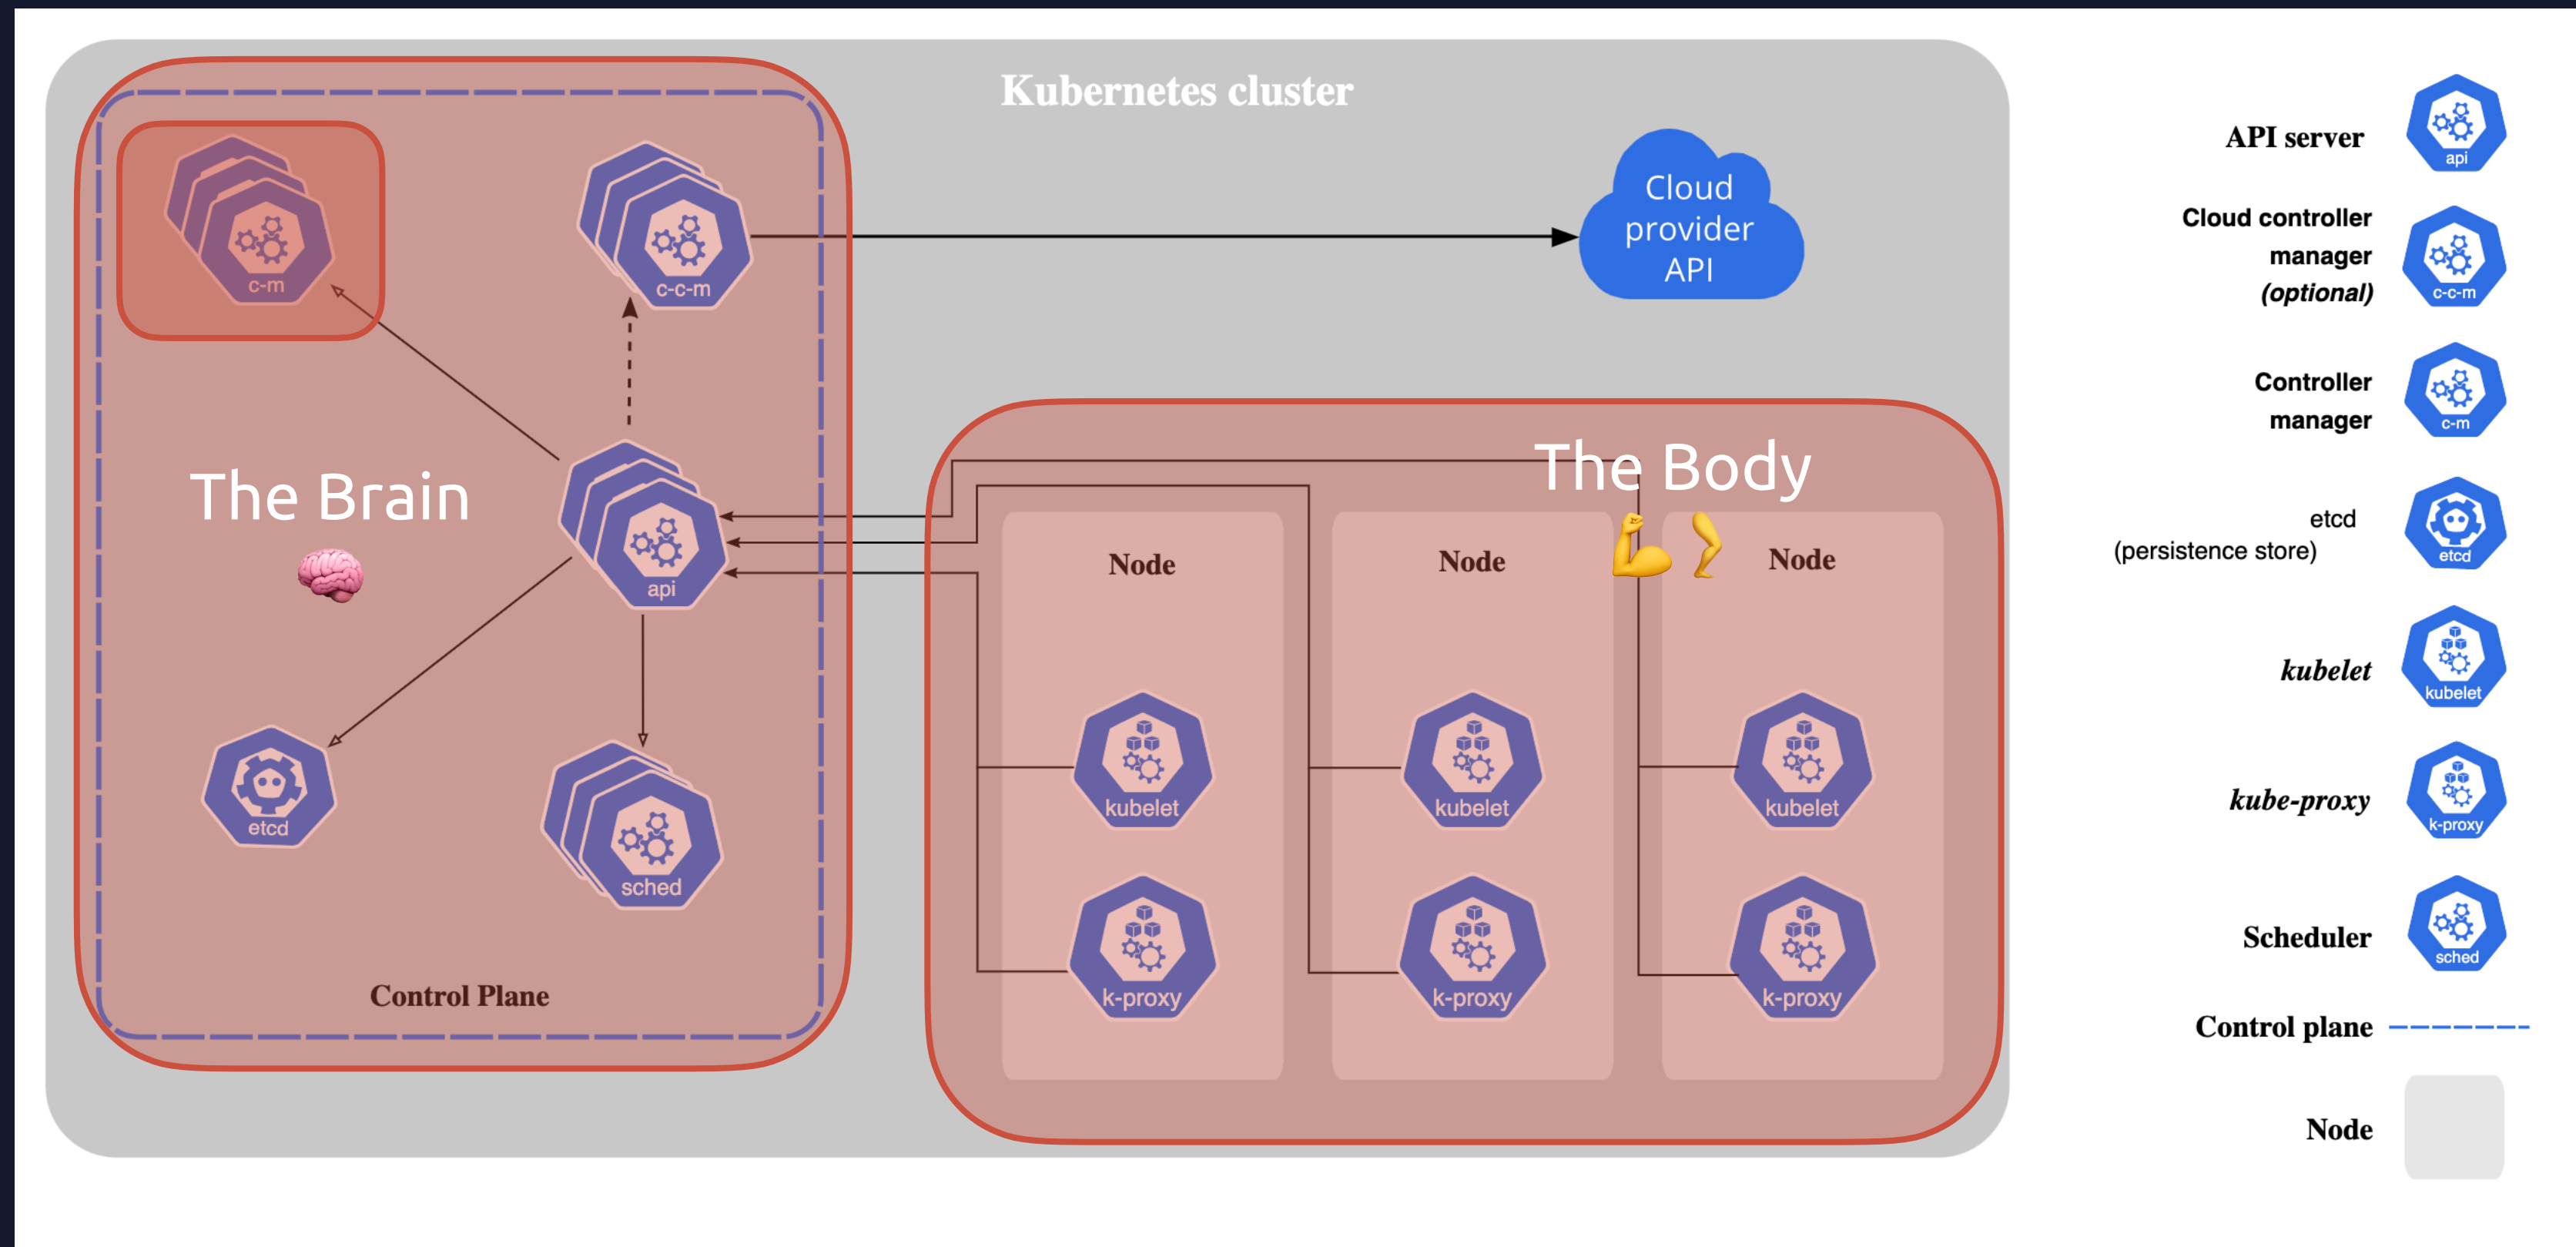 Kubernetes cluster
c-m
c-c-m
Cloud
provider
API
The Brain
api
etcd
sched
Control Plane
The Body
Node
Node
Node
kubelet
kubelet
kubelet
k-proxy
k-proxy
k-proxy
API server
api
Cloud controller
manager
(optional)
c-c-m
Controller
manager
c-m
etcd
(persistence store)
etcd
kubelet
kubelet
kube-proxy
k-proxy
Scheduler
sched
Control plane
Node